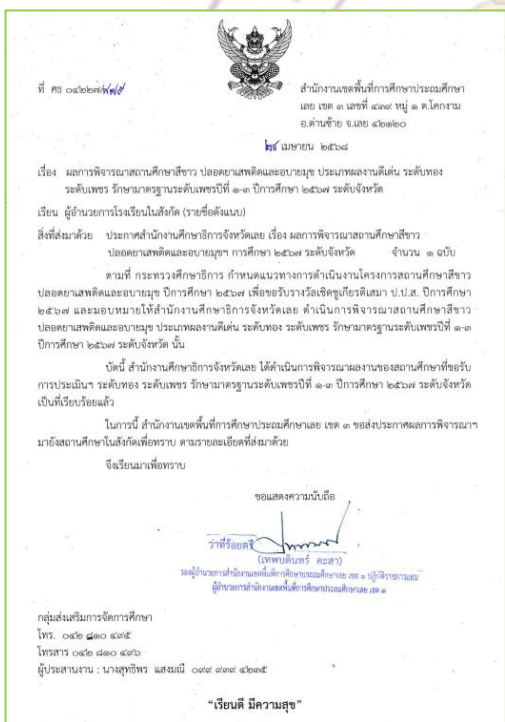 ที่ ศธ ๐๔๒๒๗/
สำนักงานเขตพื้นที่การศึกษาประถมศึกษา
เลย เขต ๓ เลขที่ ๔๓๙ หมู่ ๑ ต.โคกงาม
อ.ด่านซ้าย จ.เลย ๔๒๑๒๐
เมษายน ๒๕๖๘
เรื่อง ผลการพิจารณาสถานศึกษาสีขาว ปลอดยาเสพติดและอบายมุข ประเภทผลงานดีเด่น ระดับทอง
ระดับเพชร รักษามาตรฐานระดับเพชรปีที่ ๑-๓ ปีการศึกษา ๒๕๖๗ ระดับจังหวัด
เรียน ผู้อำนวยการโรงเรียนในสังกัด (รายชื่อดังแนบ)
สิ่งที่ส่งมาด้วย ประกาศสำนักงานศึกษาธิการจังหวัดเลย เรื่อง ผลการพิจารณาสถานศึกษาสีขาว
ปลอดยาเสพติดและอบายมุขฯ การศึกษา ๒๕๖๗ ระดับจังหวัด จำนวน ๑ ฉบับ
ตามที่ กระทรวงศึกษาธิการ กำหนดแนวทางการดำเนินงานโครงการสถานศึกษาสีขาว
ปลอดยาเสพติดและอบายมุข ปีการศึกษา ๒๕๖๗ เพื่อขอรับรางวัลเชิดชูเกียรติเสมา ป.ป.ส. ปีการศึกษา
๒๕๖๗ และมอบหมายให้สำนักงานศึกษาธิการจังหวัดเลย ดำเนินการพิจารณาสถานศึกษาสีขาว
ปลอดยาเสพติดและอบายมุข ประเภทผลงานดีเด่น ระดับทอง ระดับเพชร รักษามาตรฐานระดับเพชรปีที่ ๑-๓
ปีการศึกษา ๒๕๖๗ ระดับจังหวัด นั้น
บัดนี้ สำนักงานศึกษาธิการจังหวัดเลย ได้ดำเนินการพิจารณาผลงานของสถานศึกษาที่ขอรับ
การประเมินฯ ระดับทอง ระดับเพชร รักษามาตรฐานระดับเพชรปีที่ ๑-๓ ปีการศึกษา ๒๕๖๗ ระดับจังหวัด
เป็นที่เรียบร้อยแล้ว
ในการนี้ สำนักงานเขตพื้นที่การศึกษาประถมศึกษาเลย เขต ๓ ขอส่งประกาศผลการพิจารณาฯ
มายังสถานศึกษาในสังกัดเพื่อทราบ ตามรายละเอียดที่ส่งมาด้วย
จึงเรียนมาเพื่อทราบ
ขอแสดงความนับถือ
ว่าที่ร้อยตรี
(เทพบดินทร์ คะสา)
รองผู้อำนวยการสำนักงานเขตพื้นที่การศึกษาประถมศึกษาเลย เขต ๑ ปฏิบัติราชการแทน
ผู้อำนวยการสำนักงานเขตพื้นที่การศึกษาประถมศึกษาเลย เขต ๓
กลุ่มส่งเสริมการจัดการศึกษา
โทร. ๐๔๒ ๘๑๐ ๔๙๕
โทรสาร ๐๔๒ ๘๑๐ ๔๙๖
ผู้ประสานงาน : นางสุทธิพร แสงมณี ๐๙๙ ๙๓๙ ๔๒๓๕
"เรียนดี มีความสุข"